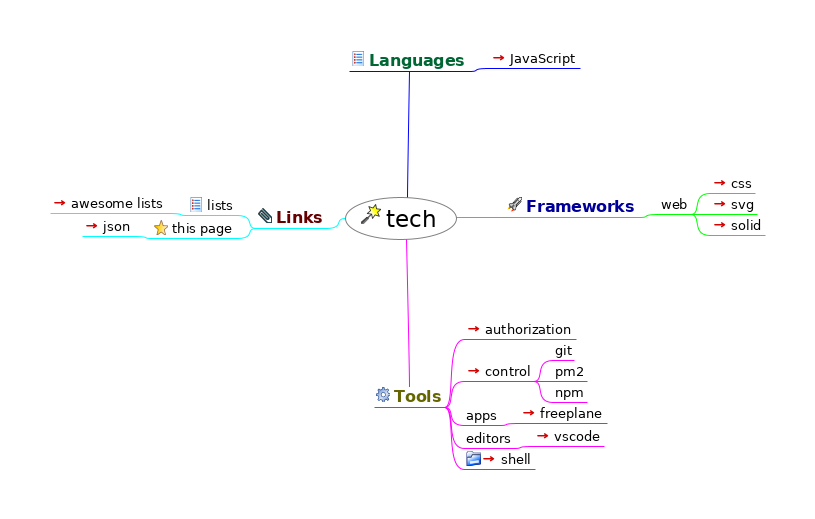 Languages
JavaScript
tech
Frameworks
web
css
svg
solid
Links
lists
awesome lists
this page
json
Tools
authorization
control
git
pm2
npm
apps
freeplane
editors
vscode
shell